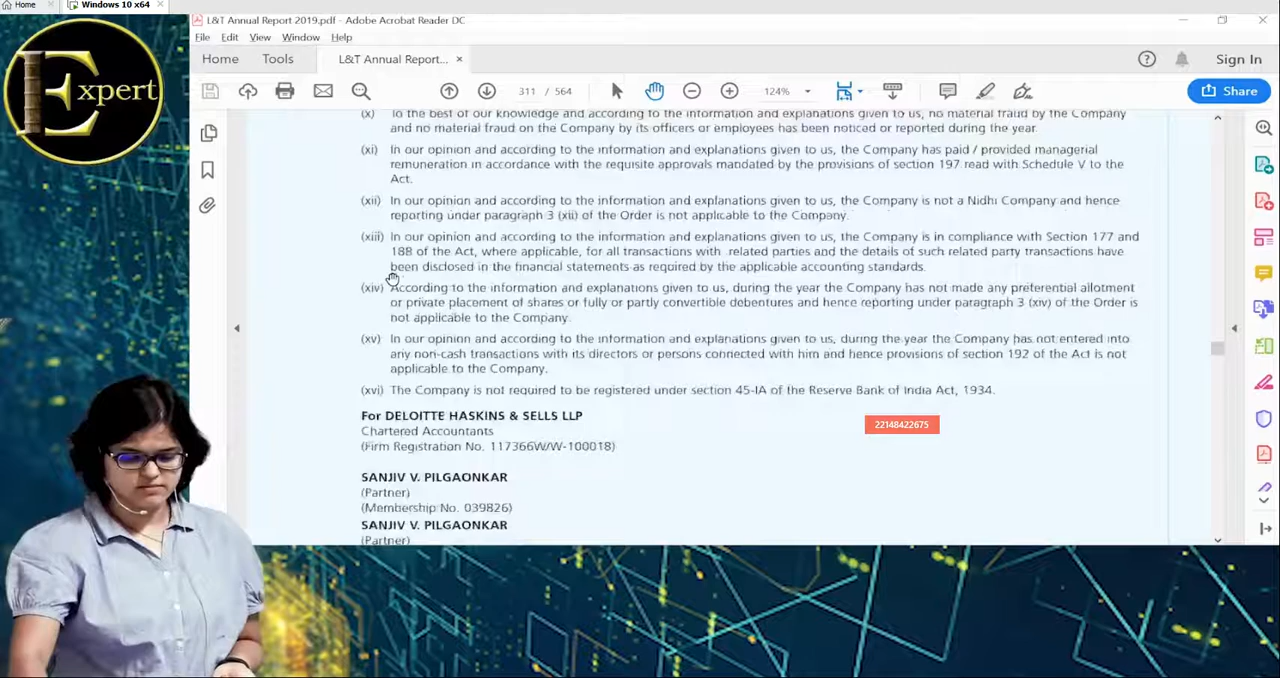 Home
Windows 10 x64
L&T Annual Report 2019.pdf - Adobe Acrobat Reader DC
File Edit View Window Help
Home Tools L&T Annual Report...
Sign In
311 / 564
124%
Share
Expert
(x) To the best of our knowledge and according to the information and explanations given to us, no material fraud by the Company
and no material fraud on the Company by its officers or employees has been noticed or reported during the year.
(xi) In our opinion and according to the information and explanations given to us, the Company has paid / provided managerial
remuneration in accordance with the requisite approvals mandated by the provisions of section 197 read with Schedule V to the
Act.
(xii) In our opinion and according to the information and explanations given to us, the Company is not a Nidhi Company and hence
reporting under paragraph 3 (xii) of the Order is not applicable to the Company.
(xiii) In our opinion and according to the information and explanations given to us, the Company is in compliance with Section 177 and
188 of the Act, where applicable, for all transactions with related parties and the details of such related party transactions have
been disclosed in the financial statements as required by the applicable accounting standards.
(xiv) According to the information and explanations given to us, during the year the Company has not made any preferential allotment
or private placement of shares or fully or partly convertible debentures and hence reporting under paragraph 3 (xiv) of the Order is
not applicable to the Company.
(xv) In our opinion and according to the information and explanations given to us, during the year the Company has not entered into
any non-cash transactions with its directors or persons connected with him and hence provisions of section 192 of the Act is not
applicable to the Company.
(xvi) The Company is not required to be registered under section 45-IA of the Reserve Bank of India Act, 1934.
For DELOITTE HASKINS & SELLS LLP
Chartered Accountants
(Firm Registration No. 117366W/W-100018)
22148422675
SANJIV V. PILGAONKAR
(Partner)
(Membership No. 039826)
SANJIV V. PILGAONKAR
(Partner)